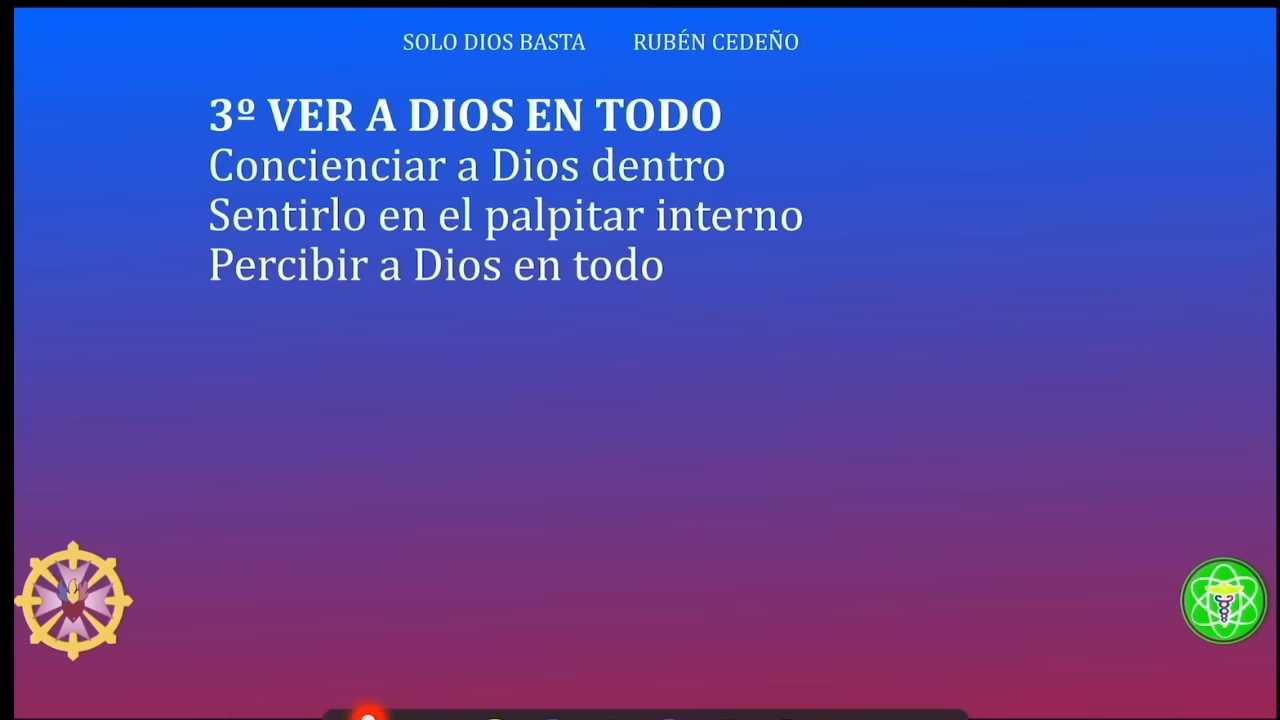 SOLO DIOS BASTA RUBÉN CEDEÑO
3º VER A DIOS EN TODO
Concienciar a Dios dentro
Sentirlo en el palpitar interno
Percibir a Dios en todo